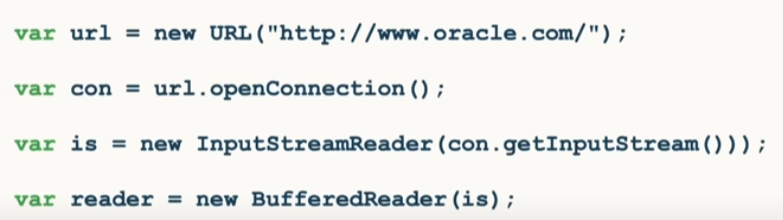 var url = new URL("http://www.oracle.com/");
var con = url.openConnection();
var is = new InputStreamReader(con.getInputStream()));
var reader = new BufferedReader(is);